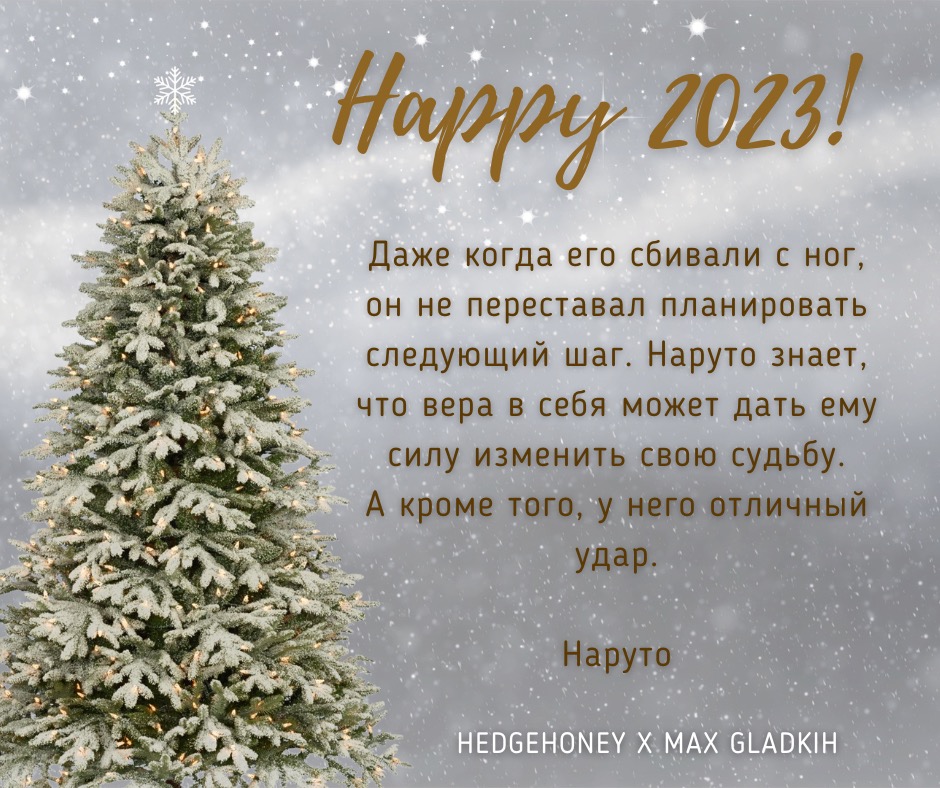 Happy 2023!
Даже когда его сбивали с ног,
он не переставал планировать
следующий шаг. Наруто знает,
что вера в себя может дать ему
силу изменить свою судьбу.
А кроме того, у него отличный
удар.
Наруто
HEDGEHONEY X MAX GLADKIH